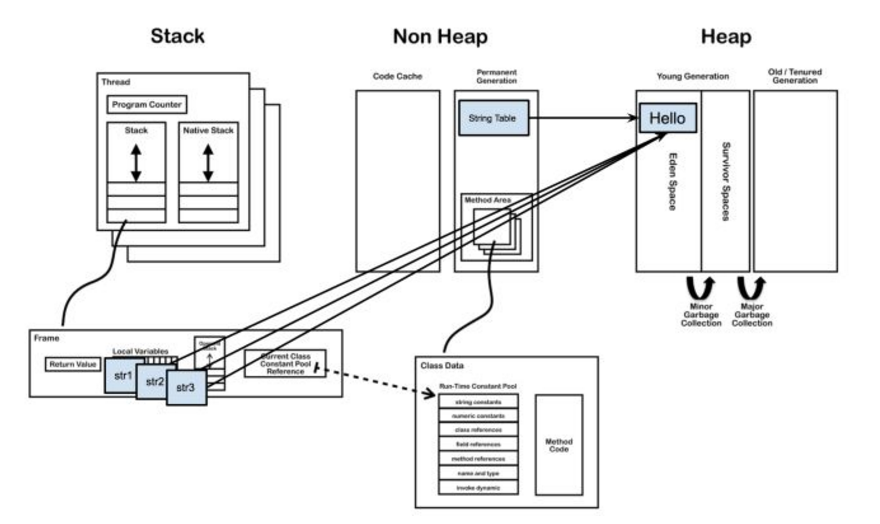 Stack
Non Heap
Heap
Thread
Program Counter
Stack
Native Stack
Code Cache
Permanent
Generation
String Table
Method Area
Young Generation
Old / Tenured
Generation
Hello
Eden Space
Survivor Spaces
Minor
Garbage
Collection
Major
Garbage
Collection
Frame
Return Value
Local Variables
str1
str2
str3
Current Class
Constant Pool
Reference
Class Data
Run-Time Constant Pool
string constants
numeric constants
class references
field references
method references
name and type
invoke dynamic
Method
Code